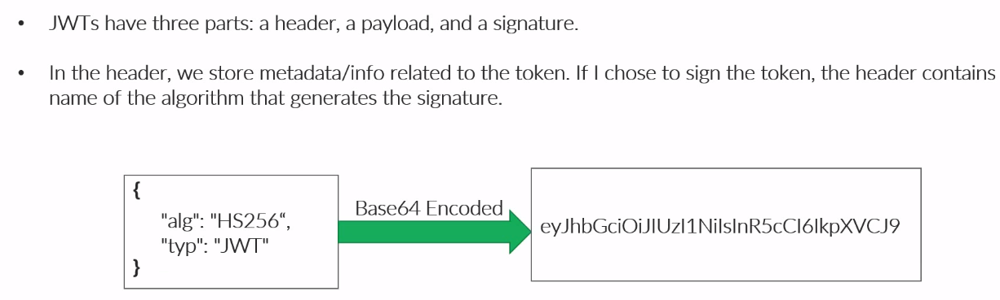 • JWTs have three parts: a header, a payload, and a signature.
• In the header, we store metadata/info related to the token. If I chose to sign the token, the header contains
name of the algorithm that generates the signature.
{
"alg": "HS256“,
"typ": "JWT"
}
Base64 Encoded
eyJhbGciOiJIUzI1NiIsInR5cCI6IkpXVCJ9